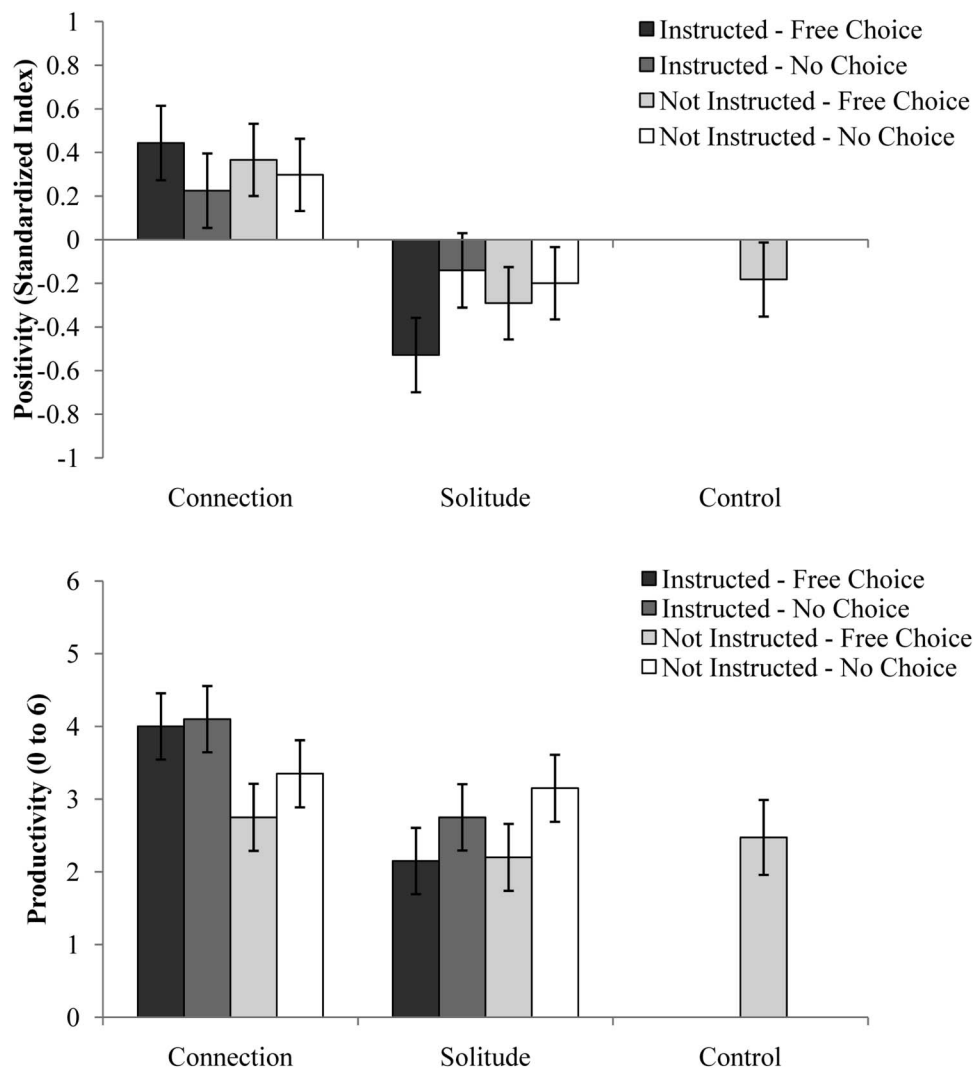 Positivity (Standardized Index)
1
0.8
0.6
0.4
0.2
0
-0.2
-0.4
-0.6
-0.8
-1
Instructed - Free Choice
Instructed - No Choice
Not Instructed - Free Choice
Not Instructed - No Choice
Connection
Solitude
Control
Productivity (0 to 6)
6
5
4
3
2
1
0
Instructed - Free Choice
Instructed - No Choice
Not Instructed - Free Choice
Not Instructed - No Choice
Connection
Solitude
Control